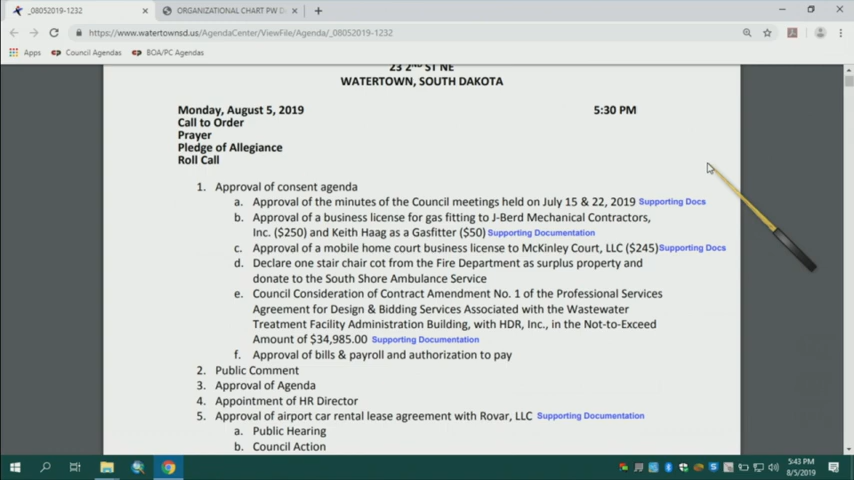 _08052019-1232
ORGANIZATIONAL CHART PW D
https://www.watertownsd.us/AgendaCenter/ViewFile/Agenda/_08052019-1232
Apps
Council Agendas
BOA/PC Agendas
23 2ND ST NE
WATERTOWN, SOUTH DAKOTA
Monday, August 5, 2019 5:30 PM
Call to Order
Prayer
Pledge of Allegiance
Roll Call
1. Approval of consent agenda
a. Approval of the minutes of the Council meetings held on July 15 & 22, 2019 Supporting Docs
b. Approval of a business license for gas fitting to J-Berd Mechanical Contractors,
Inc. ($250) and Keith Haag as a Gasfitter ($50) Supporting Documentation
c. Approval of a mobile home court business license to McKinley Court, LLC ($245)Supporting Docs
d. Declare one stair chair cot from the Fire Department as surplus property and
donate to the South Shore Ambulance Service
e. Council Consideration of Contract Amendment No. 1 of the Professional Services
Agreement for Design & Bidding Services Associated with the Wastewater
Treatment Facility Administration Building, with HDR, Inc., in the Not-to-Exceed
Amount of $34,985.00 Supporting Documentation
f. Approval of bills & payroll and authorization to pay
2. Public Comment
3. Approval of Agenda
4. Appointment of HR Director
5. Approval of airport car rental lease agreement with Rovar, LLC Supporting Documentation
a. Public Hearing
b. Council Action
5:43 PM
8/5/2019